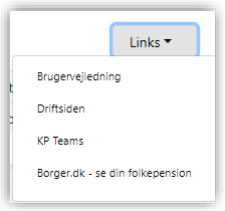 Links
Brugervejledning
Driftsiden
KP Teams
Borger.dk - se din folkepension